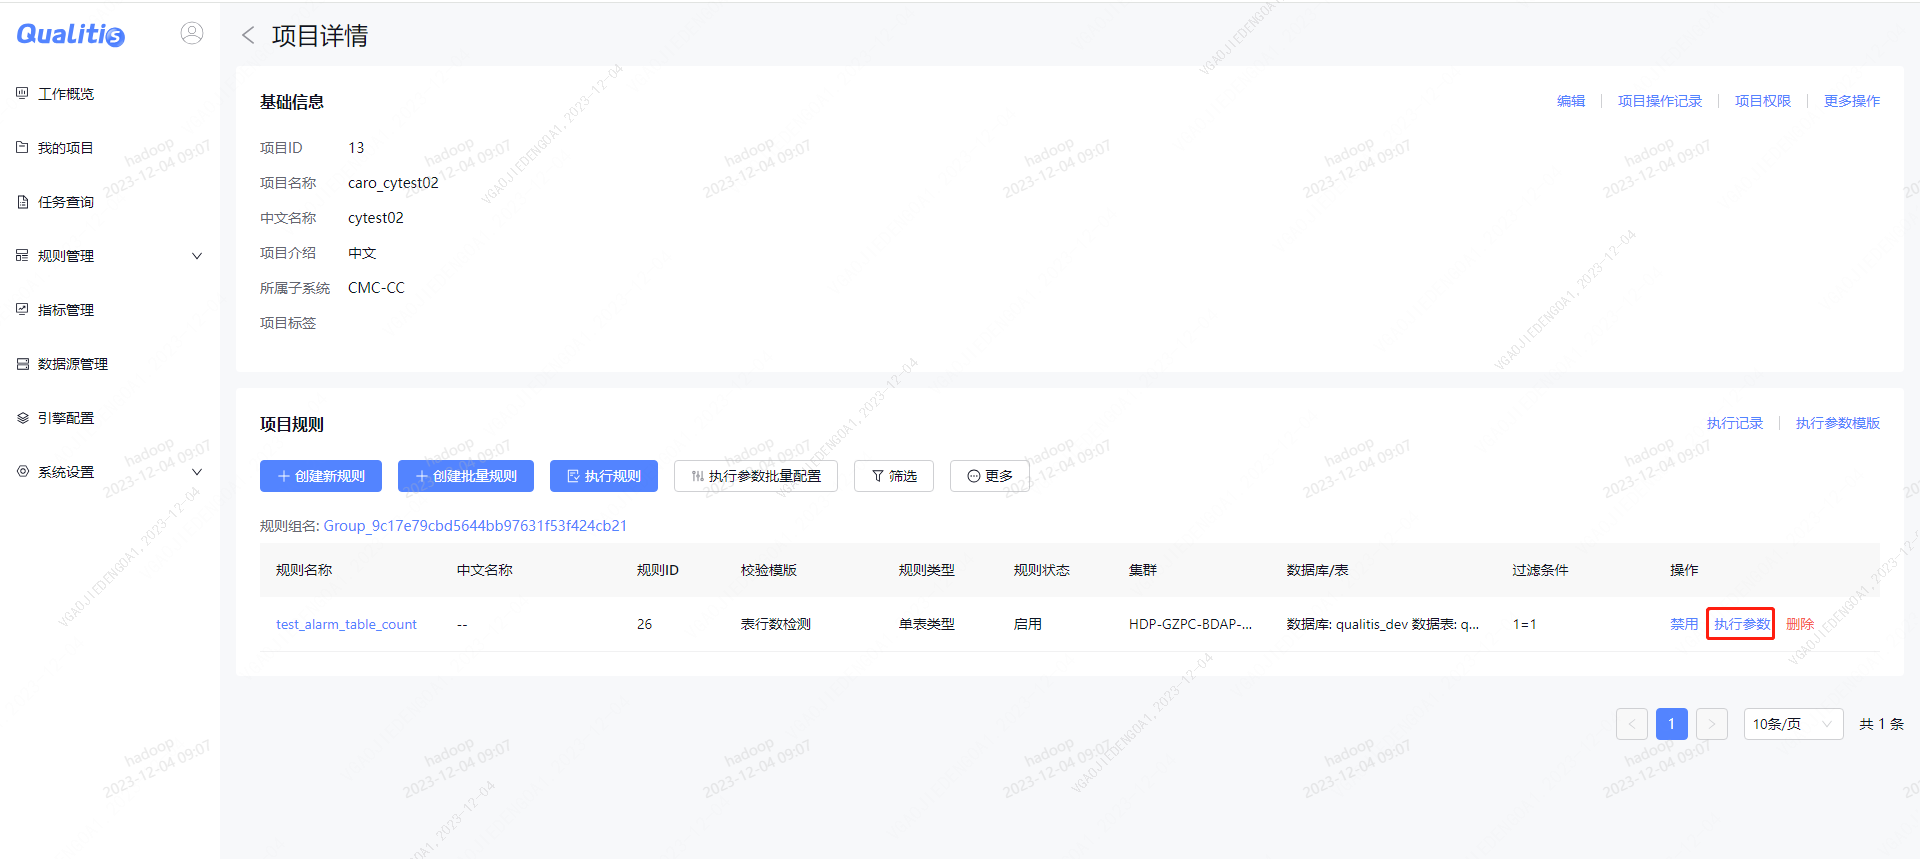 Qualitis
项目详情
工作概览
我的项目
任务查询
规则管理
指标管理
数据源管理
引擎配置
系统设置
基础信息
编辑
项目操作记录
项目权限
更多操作
项目ID 13
项目名称 caro_cytest02
中文名称 cytest02
项目介绍 中文
所属子系统 CMC-CC
项目标签
项目规则
执行记录
执行参数模版
创建新规则
创建批量规则
执行规则
执行参数批量配置
筛选
更多
规则组名: Group_9c17e79cbd5644bb97631f53f424cb21
规则名称 中文名称 规则ID 校验模版 规则类型 规则状态 集群 数据库/表 过滤条件 操作
test_alarm_table_count -- 26 表行数检测 单表类型 启用 HDP-GZPC-BDAP-... 数据库: qualitis_dev 数据表: q... 1=1 禁用 执行参数 删除
1 10条/页 共 1 条
hadoop
2023-12-04 09:07
VGAOJIEDENGOA1,2023-12-04